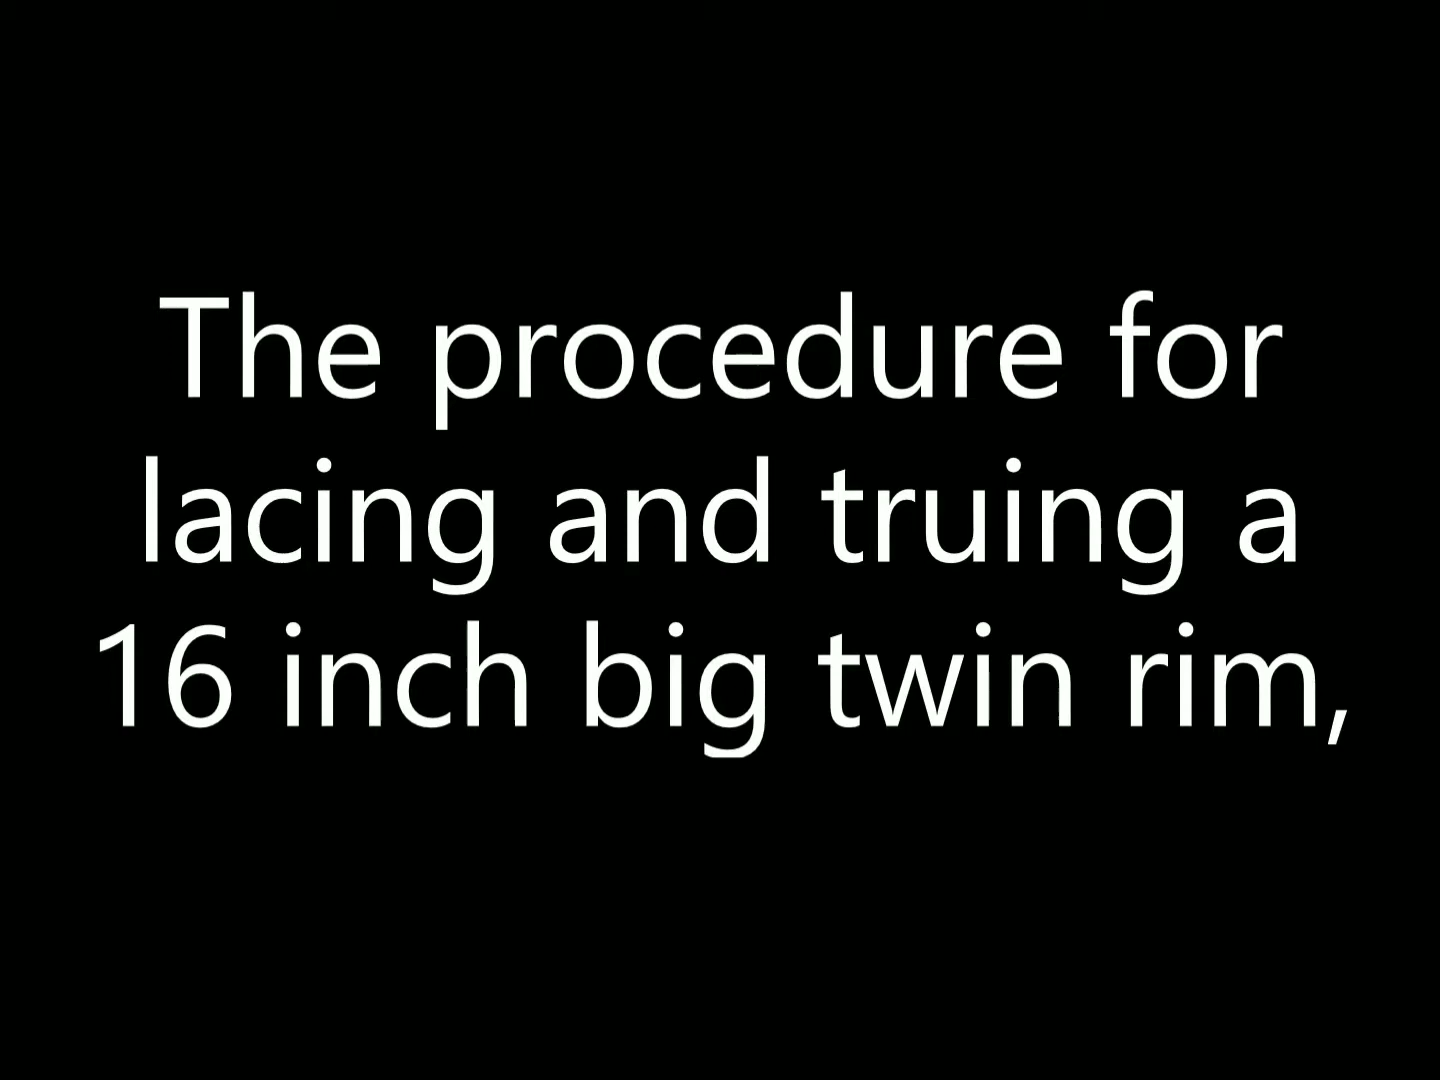 The procedure for
lacing and truing a
16 inch big twin rim,